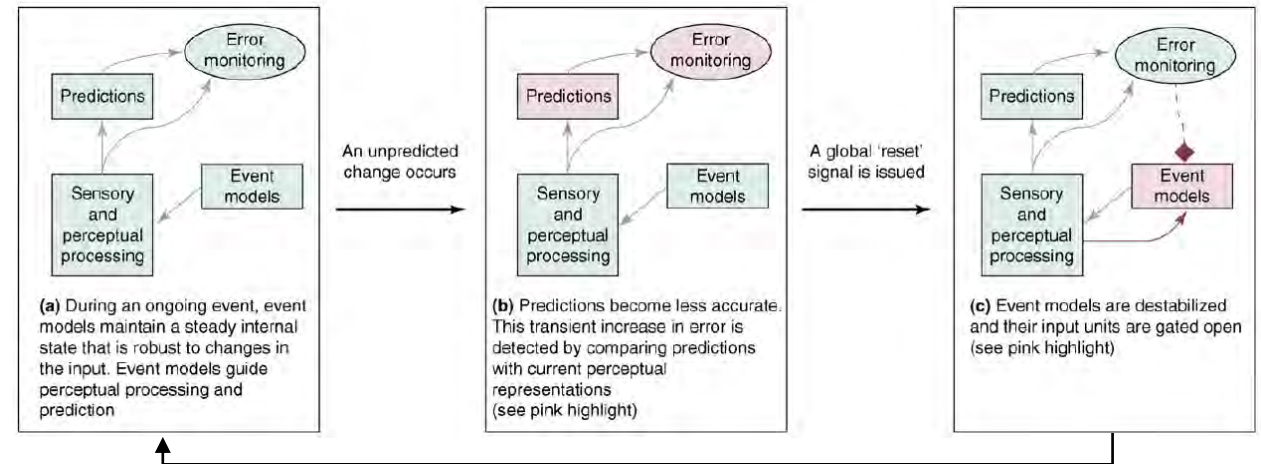 Error
monitoring
Predictions
Sensory
and
perceptual
processing
Event
models
(a) During an ongoing event, event
models maintain a steady internal
state that is robust to changes in
the input. Event models guide
perceptual processing and
prediction
An unpredicted
change occurs
Error
monitoring
Predictions
Sensory
and
perceptual
processing
Event
models
(b) Predictions become less accurate.
This transient increase in error is
detected by comparing predictions
with current perceptual
representations
(see pink highlight)
A global ‘reset’
signal is issued
Error
monitoring
Predictions
Sensory
and
perceptual
processing
Event
models
(c) Event models are destabilized
and their input units are gated open
(see pink highlight)